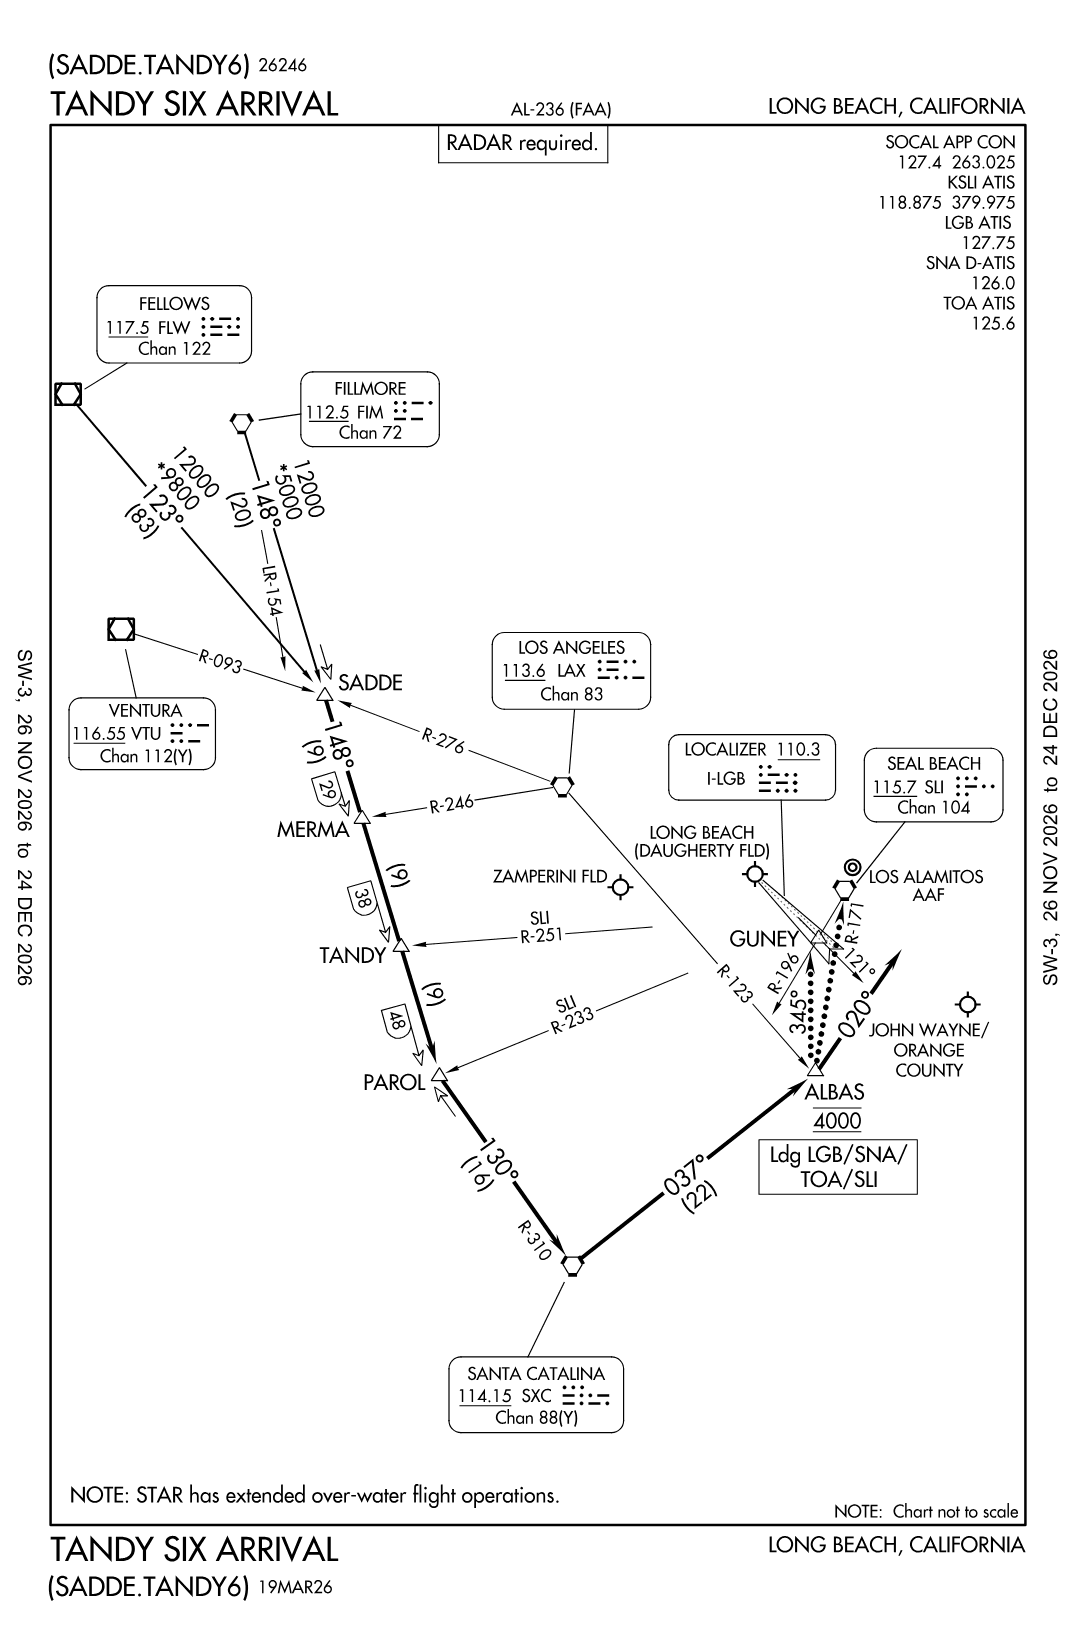 (SADDE.TANDY6) 26246
TANDY SIX ARRIVAL
AL-236 (FAA)
LONG BEACH, CALIFORNIA
RADAR required.
SOCAL APP CON
127.4 263.025
KSLI ATIS
118.875 379.975
LGB ATIS
127.75
SNA D-ATIS
126.0
TOA ATIS
125.6
FELLOWS
117.5 FLW
Chan 122
FILLMORE
112.5 FIM
Chan 72
12000
*9800
123°
(83)
12000
*5000
148°
(20)
LR-154
R-093
VENTURA
116.55 VTU
Chan 112(Y)
SADDE
LOS ANGELES
113.6 LAX
Chan 83
148°
(9)
R-276
29
MERMA
R-246
LOCALIZER 110.3
I-LGB
SEAL BEACH
115.7 SLI
Chan 104
LONG BEACH
(DAUGHERTY FLD)
ZAMPERINI FLD
LOS ALAMITOS
AAF
(9)
38
TANDY
SLI
R-251
GUNEY
R-171
121°
R-196
R-123
345°
020°
(9)
48
SLI
R-233
JOHN WAYNE/
ORANGE
COUNTY
PAROL
ALBAS
4000
Ldg LGB/SNA/
TOA/SLI
130°
(16)
R-310
037°
(22)
SANTA CATALINA
114.15 SXC
Chan 88(Y)
NOTE: STAR has extended over-water flight operations.
NOTE: Chart not to scale
TANDY SIX ARRIVAL
(SADDE.TANDY6) 19MAR26
LONG BEACH, CALIFORNIA
SW-3, 26 NOV 2026 to 24 DEC 2026
SW-3, 26 NOV 2026 to 24 DEC 2026